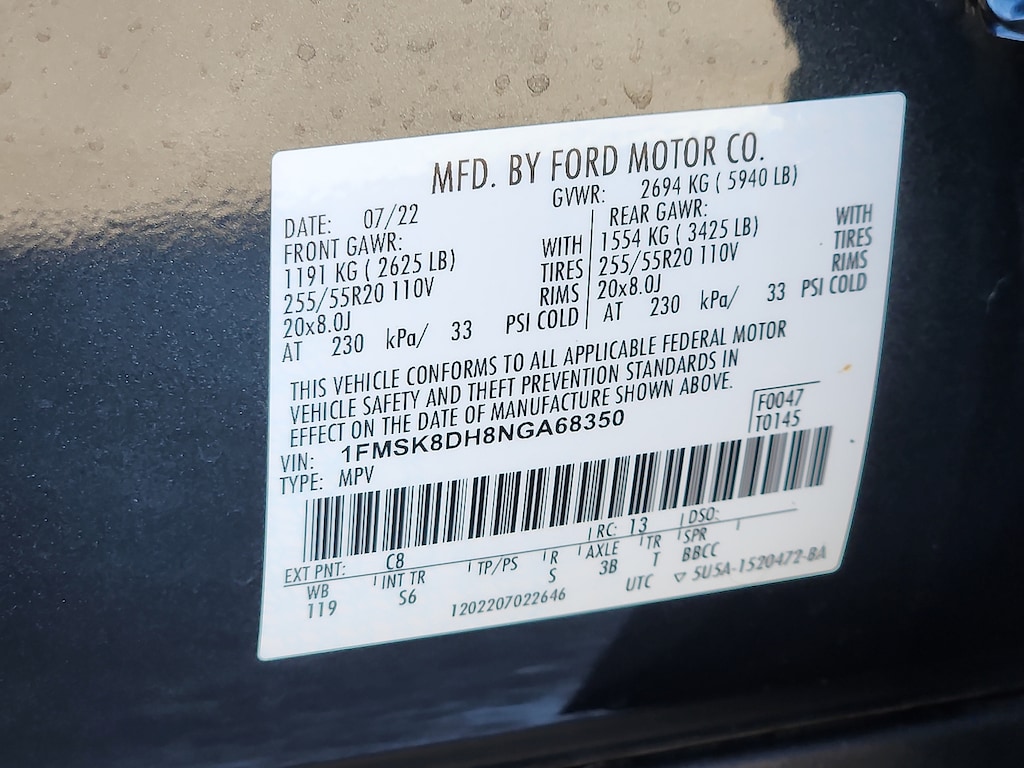 MFD. BY FORD MOTOR CO.
DATE: 07/22 GVWR: 2694 KG ( 5940 LB)
FRONT GAWR: REAR GAWR:
1191 KG ( 2625 LB) WITH 1554 KG ( 3425 LB) WITH
255/55R20 110V TIRES 255/55R20 110V TIRES
20x8.0J RIMS 20x8.0J RIMS
AT 230 kPa/ 33 PSI COLD AT 230 kPa/ 33 PSI COLD
THIS VEHICLE CONFORMS TO ALL APPLICABLE FEDERAL MOTOR
VEHICLE SAFETY AND THEFT PREVENTION STANDARDS IN
EFFECT ON THE DATE OF MANUFACTURE SHOWN ABOVE.
VIN: 1FMSK8DH8NGA68350 F0047
TYPE: MPV T0145
EXT PNT: C8 RC: 13 DSO:
WB INT TR TP/PS R AXLE TR SPR
119 S6 S 3B T BBCC
1202207022646 UTC ▽ 5U5A-1520472-BA